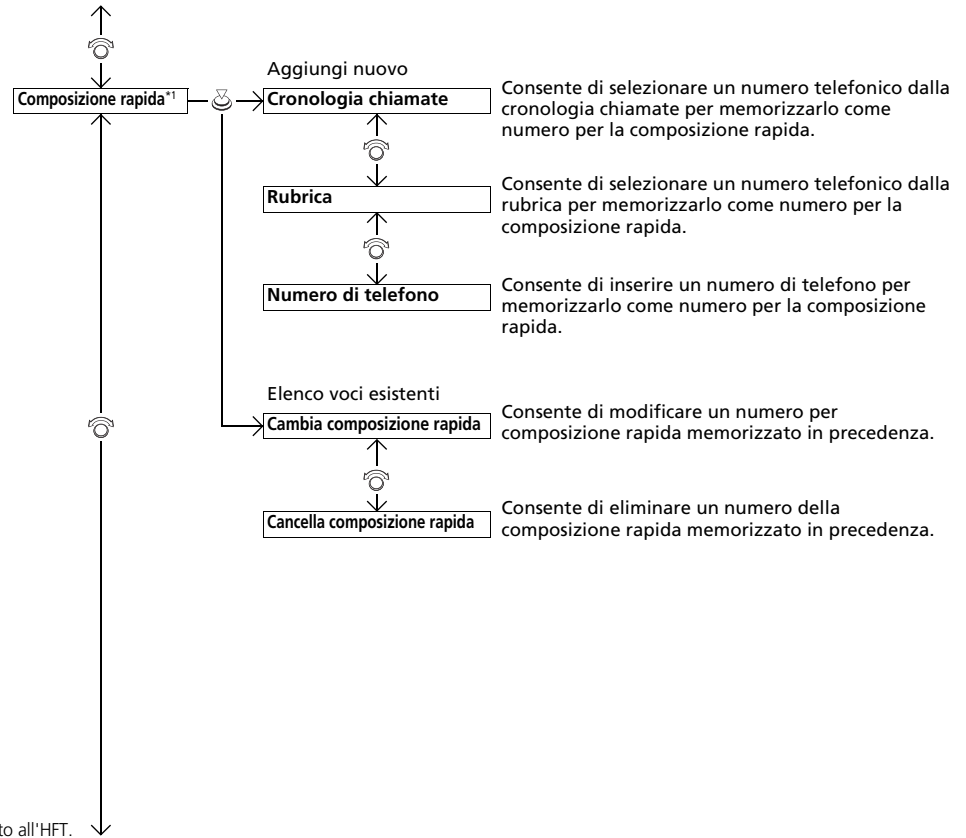 Composizione rapida*1
Aggiungi nuovo
Cronologia chiamate
Consente di selezionare un numero telefonico dalla
cronologia chiamate per memorizzarlo come
numero per la composizione rapida.
Rubrica
Consente di selezionare un numero telefonico dalla
rubrica per memorizzarlo come numero per la
composizione rapida.
Numero di telefono
Consente di inserire un numero di telefono per
memorizzarlo come numero per la composizione
rapida.
Elenco voci esistenti
Cambia composizione rapida
Consente di modificare un numero per
composizione rapida memorizzato in precedenza.
Cancella composizione rapida
Consente di eliminare un numero della
composizione rapida memorizzato in precedenza.
to all'HFT.